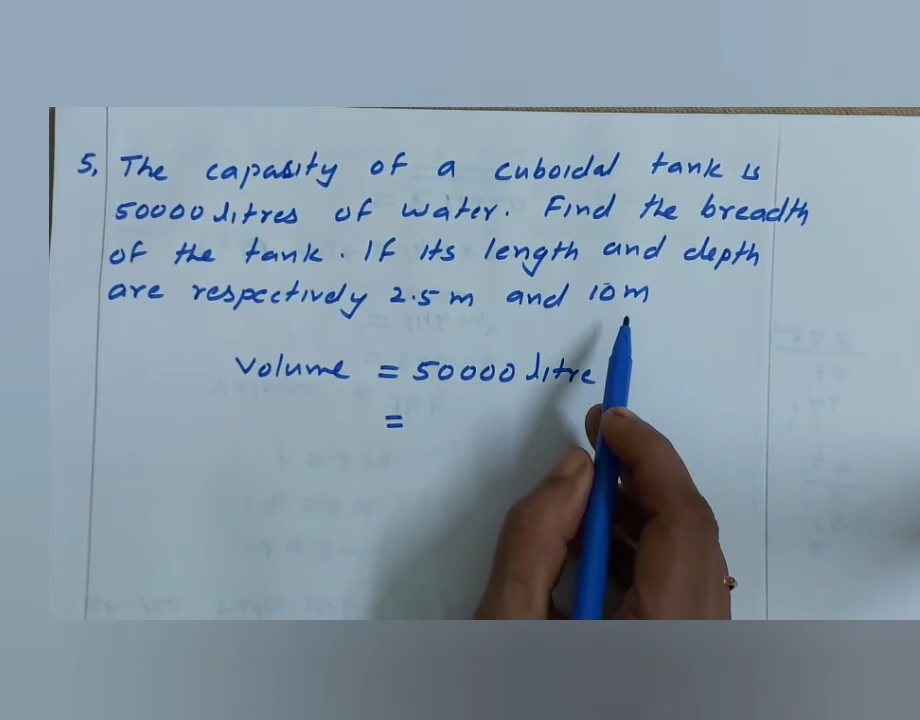 5, The capasity of a cuboidal tank is
50000 litres of water. Find the breadth
of the tank. If its length and depth
are respectively 2.5 m and 10 m
Volume = 50000 litre
=